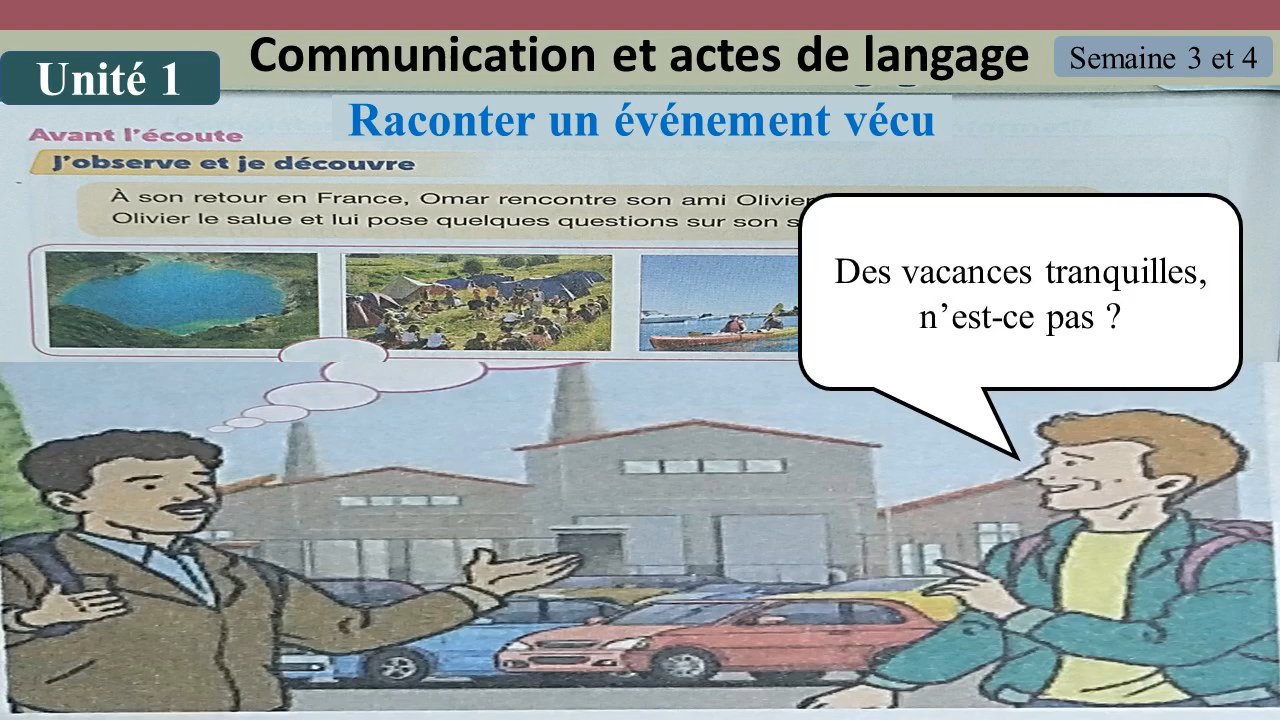 Communication et actes de langage
Semaine 3 et 4
Unité 1
Raconter un événement vécu
Avant l'écoute
J'observe et je découvre
À son retour en France, Omar rencontre son ami Olivier
Olivier le salue et lui pose quelques questions sur son
Des vacances tranquilles,
n'est-ce pas ?